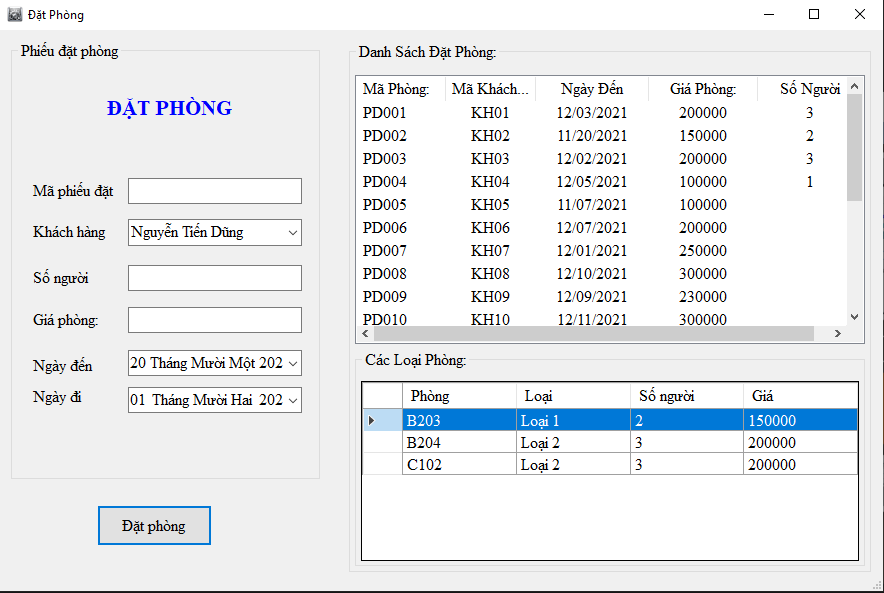 Đặt Phòng
Phiếu đặt phòng
ĐẶT PHÒNG
Mã phiếu đặt
Khách hàng Nguyễn Tiến Dũng
Số người
Giá phòng:
Ngày đến 20 Tháng Mười Một 202
Ngày đi 01 Tháng Mười Hai 202
Đặt phòng
Danh Sách Đặt Phòng:
Mã Phòng: Mã Khách... Ngày Đến Giá Phòng: Số Người
PD001 KH01 12/03/2021 200000 3
PD002 KH02 11/20/2021 150000 2
PD003 KH03 12/02/2021 200000 3
PD004 KH04 12/05/2021 100000 1
PD005 KH05 11/07/2021 100000
PD006 KH06 12/07/2021 200000
PD007 KH07 12/01/2021 250000
PD008 KH08 12/10/2021 300000
PD009 KH09 12/09/2021 230000
PD010 KH10 12/11/2021 300000
Các Loại Phòng:
Phòng Loại Số người Giá
B203 Loại 1 2 150000
B204 Loại 2 3 200000
C102 Loại 2 3 200000